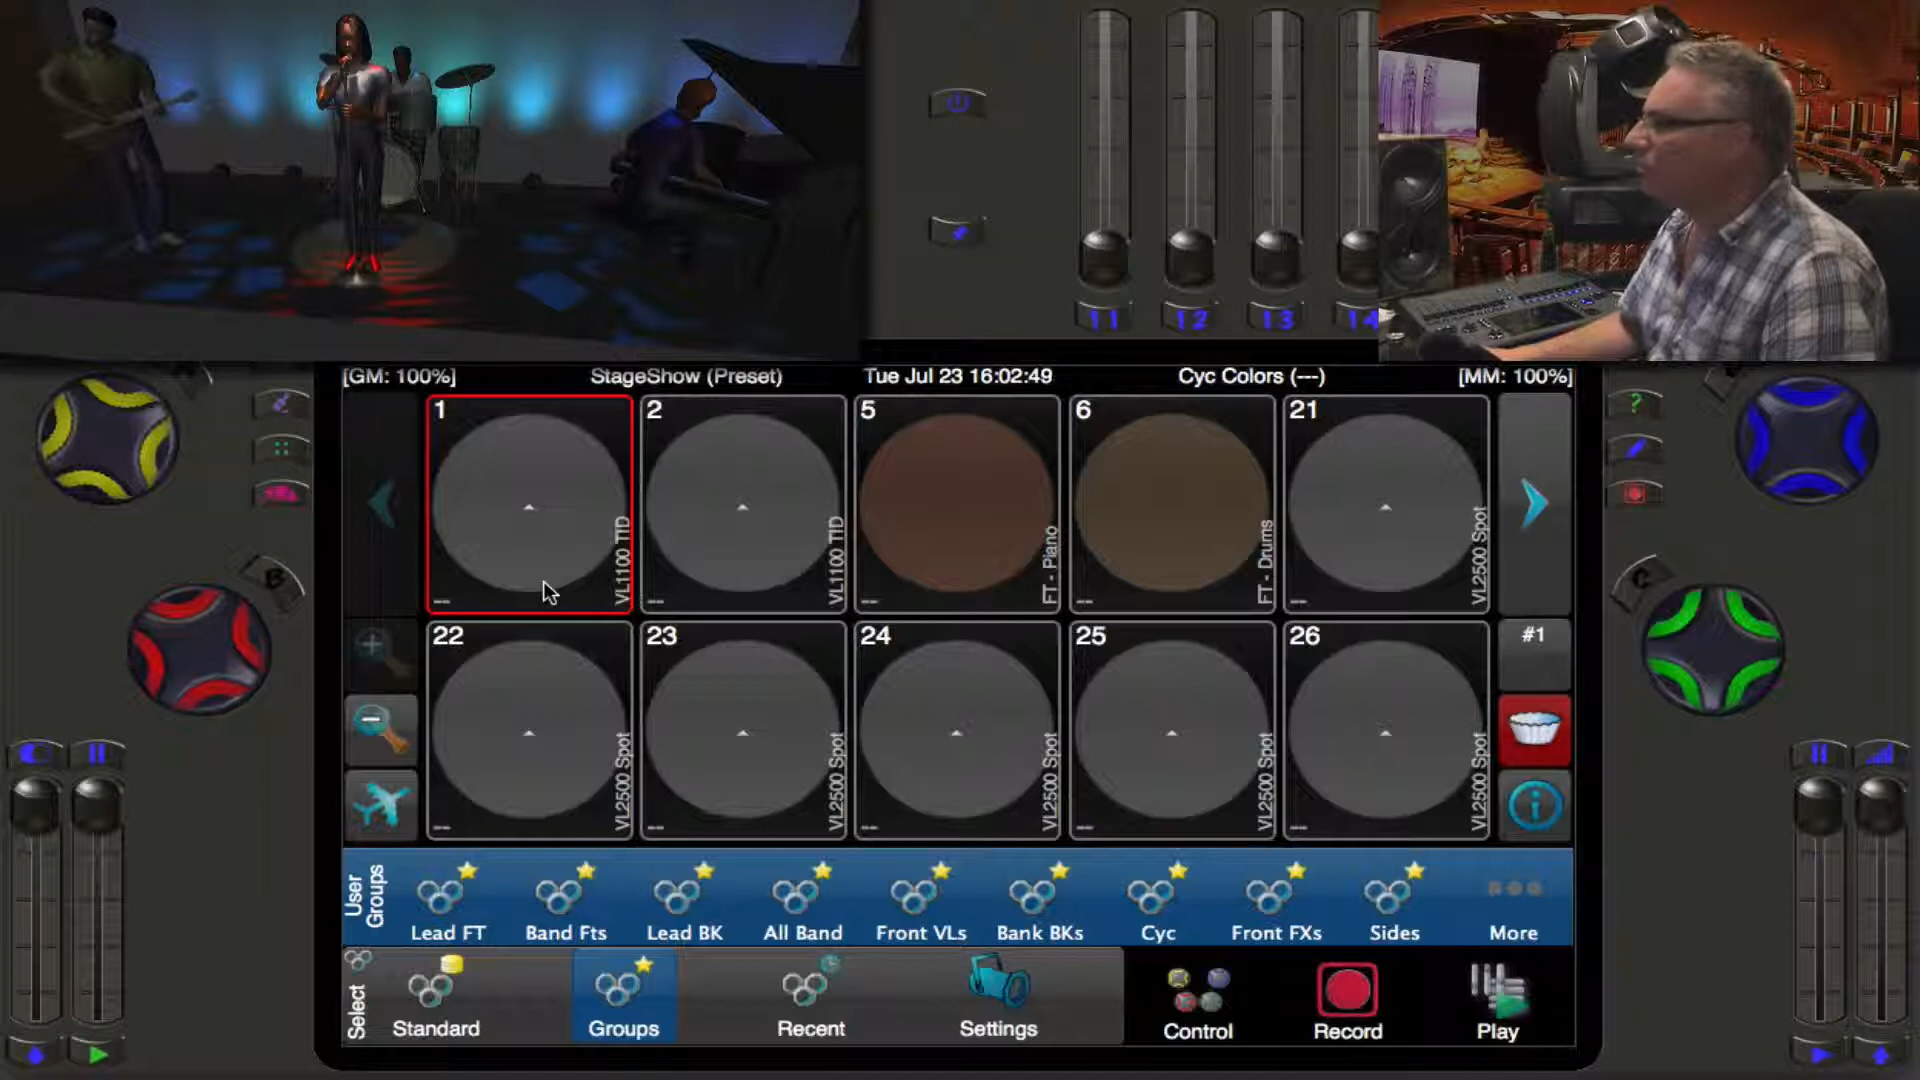 11 12 13 14
[GM: 100%] StageShow (Preset) Tue Jul 23 16:02:49 Cyc Colors (---) [MM: 100%]
1 2 5 6 21
VL1100 TID VL1100 TID FT - Piano FT - Drums VL2500 Spot
-- -- -- --
22 23 24 25 26 #1
VL2500 Spot VL2500 Spot VL2500 Spot VL2500 Spot VL2500 Spot
-- -- -- --
B C
User Groups
Lead FT Band Fts Lead BK All Band Front VLs Bank BKs Cyc Front FXs Sides More
Select
Standard Groups Recent Settings Control Record Play